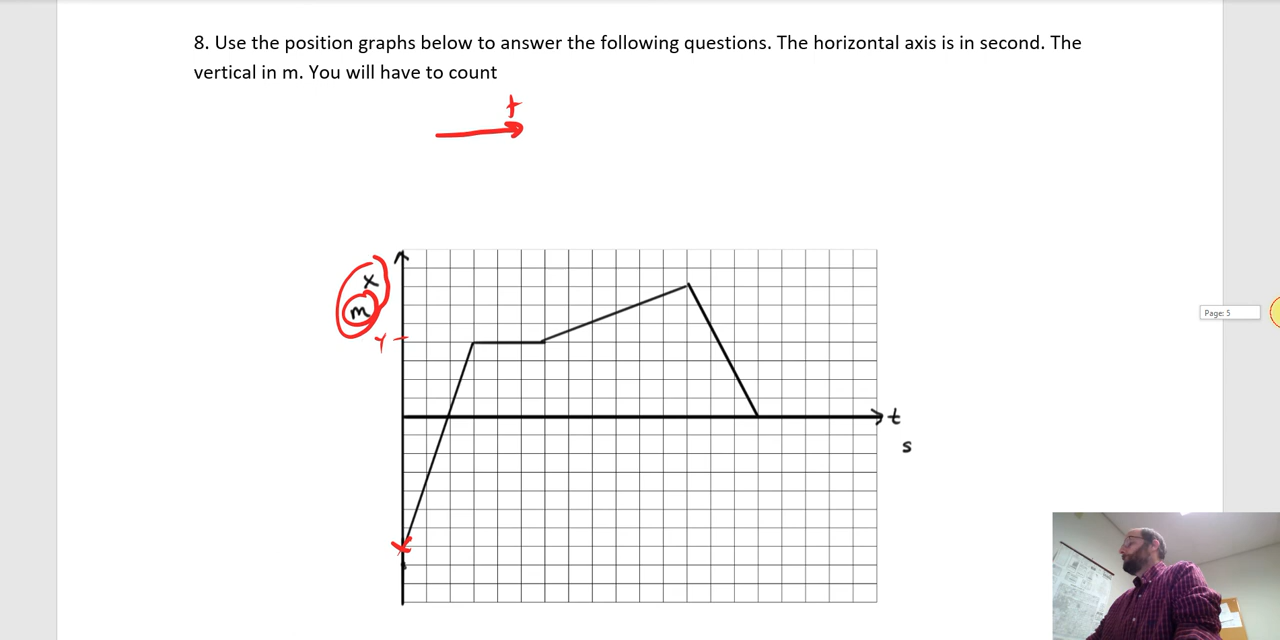 8. Use the position graphs below to answer the following questions. The horizontal axis is in second. The
vertical in m. You will have to count
+
x
m
t
s
Page: 5